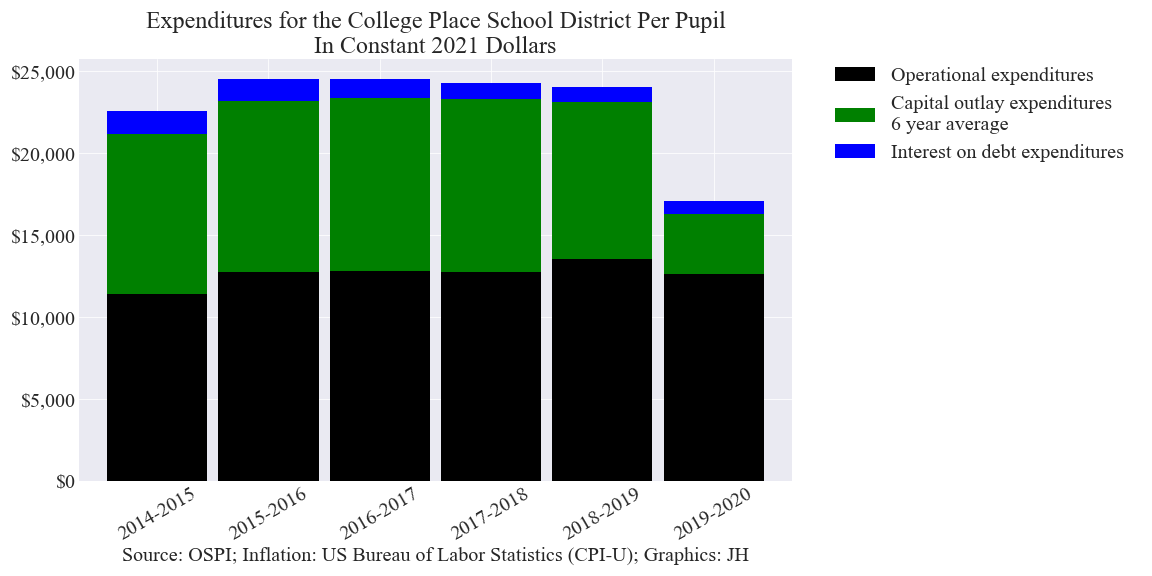 Expenditures for the College Place School District Per Pupil
In Constant 2021 Dollars
$25,000
$20,000
$15,000
$10,000
$5,000
$0
2014-2015
2015-2016
2016-2017
2017-2018
2018-2019
2019-2020
Source: OSPI; Inflation: US Bureau of Labor Statistics (CPI-U); Graphics: JH
Operational expenditures
Capital outlay expenditures
6 year average
Interest on debt expenditures